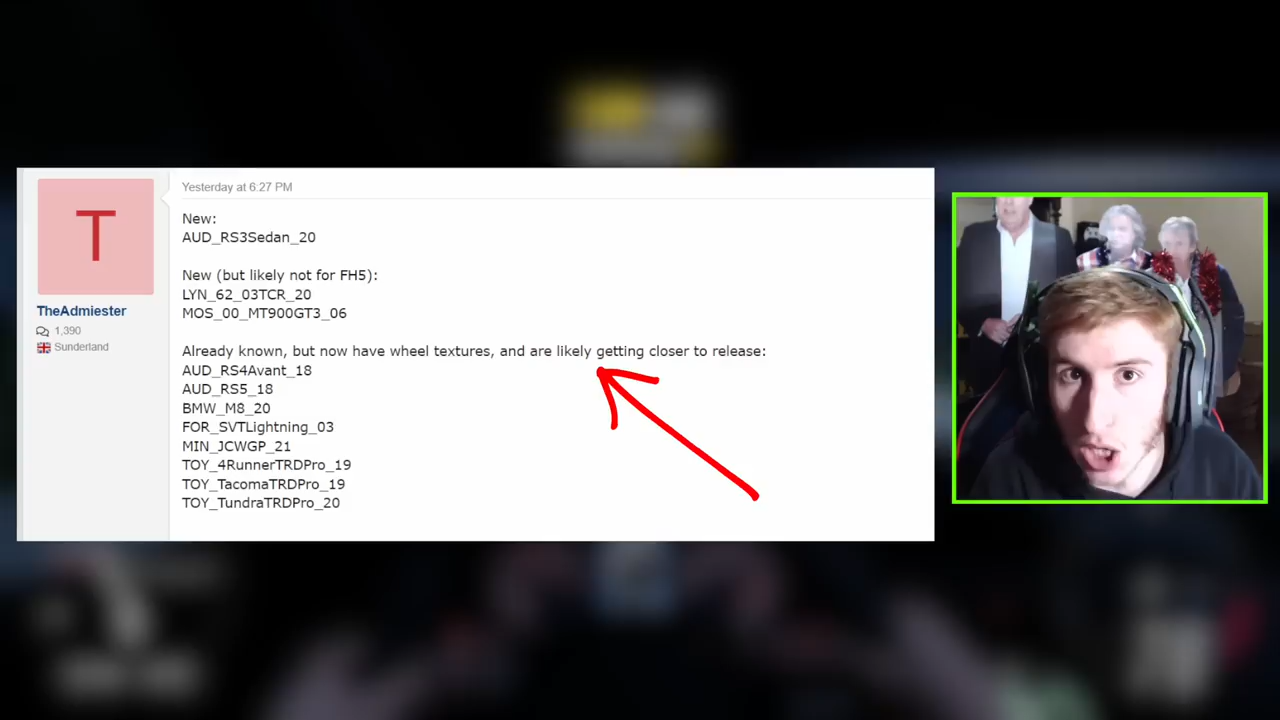 T
TheAdmiester
1,390
Sunderland
Yesterday at 6:27 PM
New:
AUD_RS3Sedan_20
New (but likely not for FH5):
LYN_62_03TCR_20
MOS_00_MT900GT3_06
Already known, but now have wheel textures, and are likely getting closer to release:
AUD_RS4Avant_18
AUD_RS5_18
BMW_M8_20
FOR_SVTLightning_03
MIN_JCWGP_21
TOY_4RunnerTRDPro_19
TOY_TacomaTRDPro_19
TOY_TundraTRDPro_20